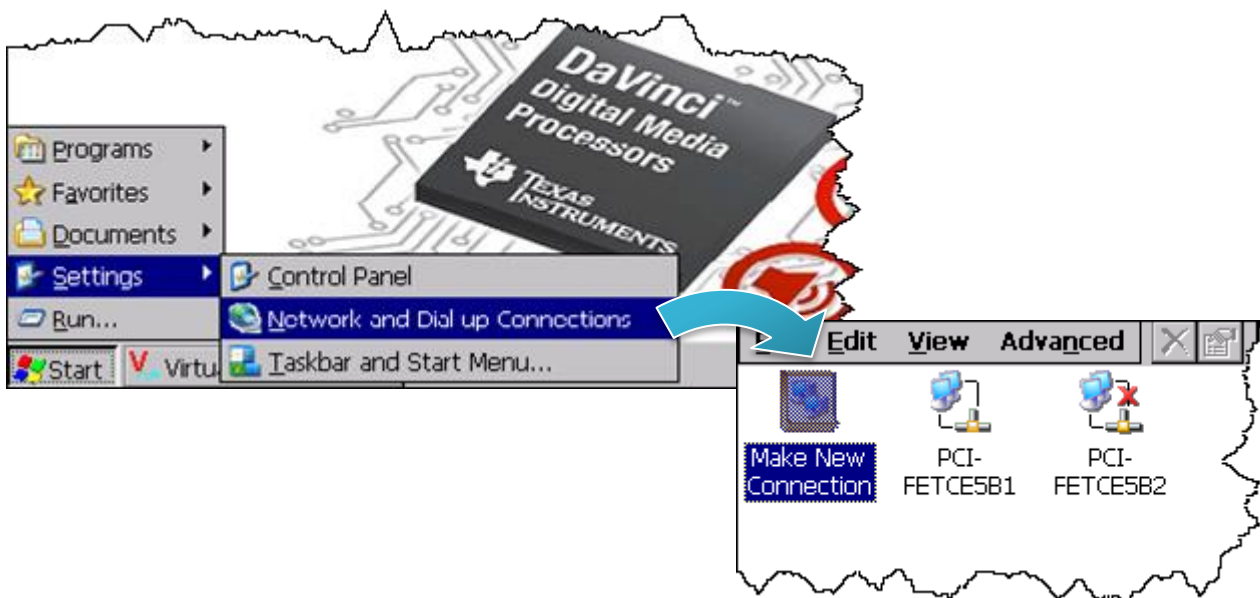 DaVinci™
Digital Media
Processors
TEXAS
INSTRUMENTS
Programs
Favorites
Documents
Settings
Run...
Control Panel
Network and Dial up Connections
Taskbar and Start Menu...
Start
Virtu
Edit View Advanced
Make New
Connection
PCI-
FETCE5B1
PCI-
FETCE5B2